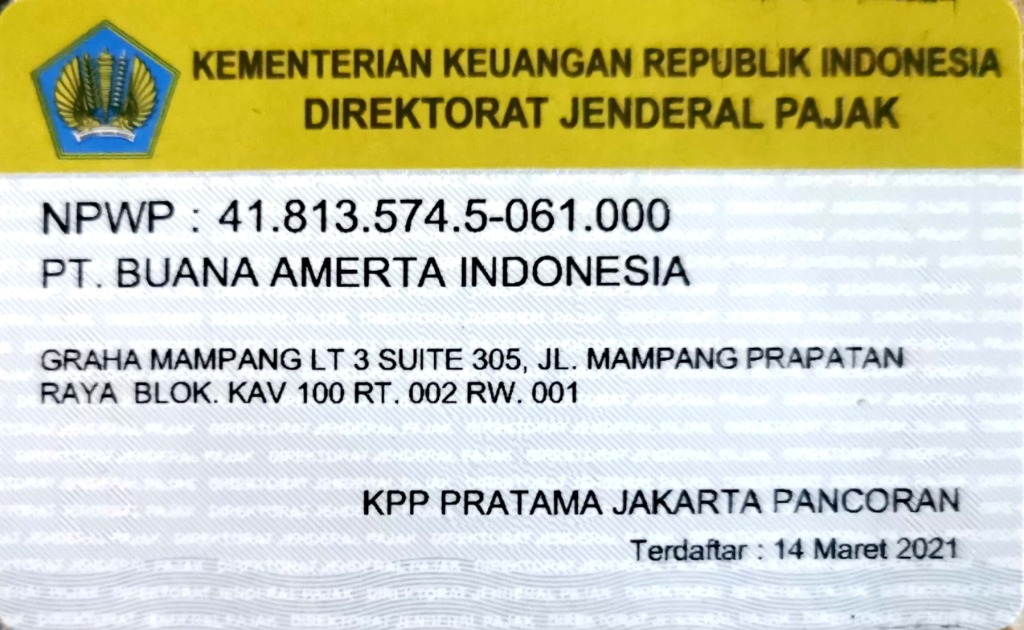 KEMENTERIAN KEUANGAN REPUBLIK INDONESIA
DIREKTORAT JENDERAL PAJAK
NPWP : 41.813.574.5-061.000
PT. BUANA AMERTA INDONESIA
GRAHA MAMPANG LT 3 SUITE 305, JL. MAMPANG PRAPATAN
RAYA BLOK. KAV 100 RT. 002 RW. 001
KPP PRATAMA JAKARTA PANCORAN
Terdaftar : 14 Maret 2021